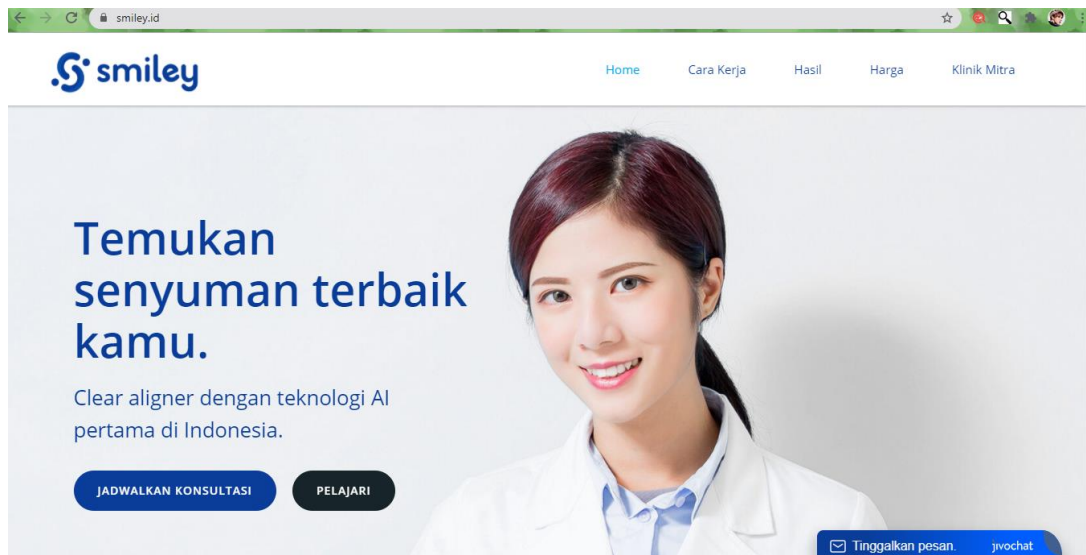 smiley.id
smiley
Home Cara Kerja Hasil Harga Klinik Mitra
Temukan
senyuman terbaik
kamu.
Clear aligner dengan teknologi AI
pertama di Indonesia.
JADWALKAN KONSULTASI PELAJARI
Tinggalkan pesan. jivochat